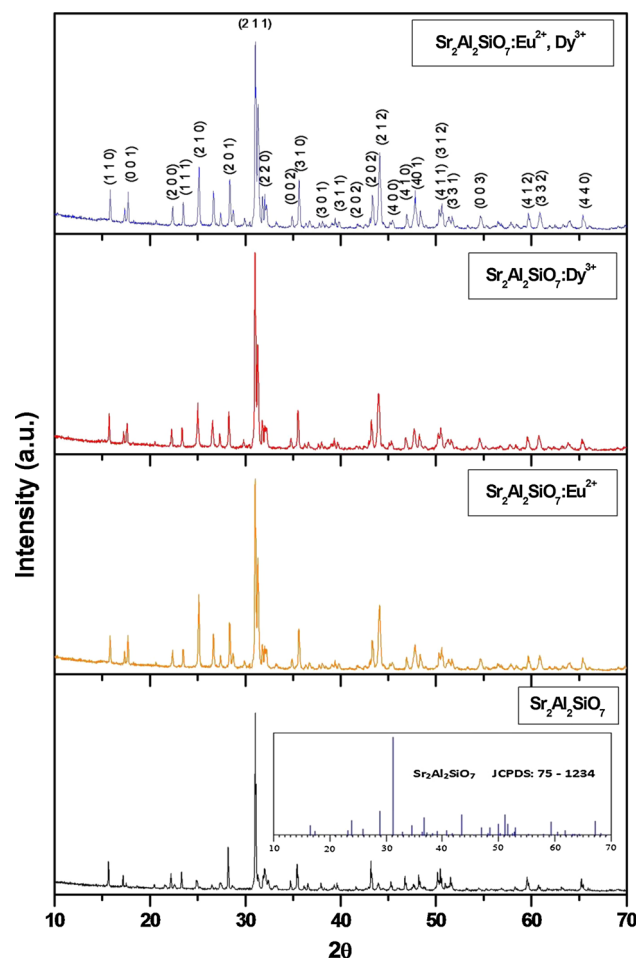 (2 1 1)
Sr₂Al₂SiO₇:Eu²⁺, Dy³⁺
(1 1 0)
(0 0 1)
(2 0 0)
(1 1 1)
(2 1 0)
(2 0 1)
(2 2 0)
(0 0 2)
(3 1 0)
(3 0 1)
(3 1 1)
(2 0 2)
(2 0 2)
(2 1 2)
(4 0 0)
(4 1 0)
(4 0 1)
(4 1 1)
(3 1 2)
(3 3 1)
(0 0 3)
(4 1 2)
(3 3 2)
(4 4 0)
Sr₂Al₂SiO₇:Dy³⁺
Intensity (a.u.)
Sr₂Al₂SiO₇:Eu²⁺
Sr₂Al₂SiO₇
Sr₂Al₂SiO₇ JCPDS: 75 - 1234
10 20 30 40 50 60 70
10 20 30 40 50 60 70
2θ